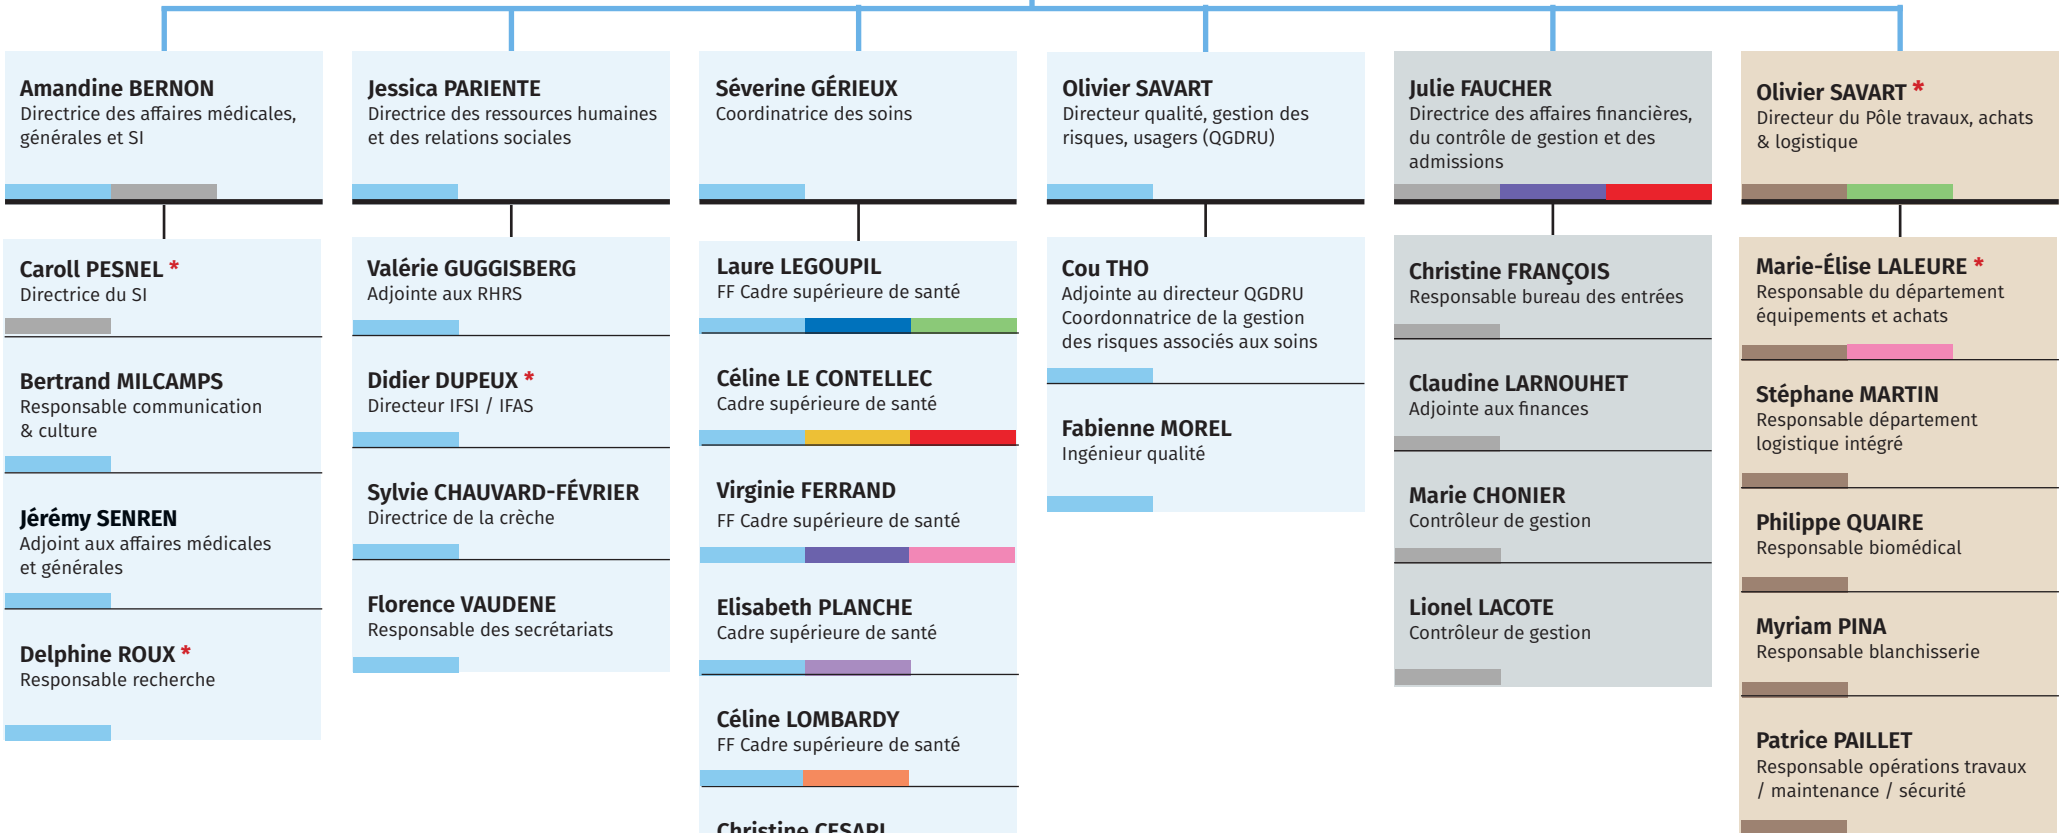 Amandine BERNON
Directrice des affaires médicales,
générales et SI
Caroll PESNEL *
Directrice du SI
Bertrand MILCAMPS
Responsable communication
& culture
Jérémy SENREN
Adjoint aux affaires médicales
et générales
Delphine ROUX *
Responsable recherche
Jessica PARIENTE
Directrice des ressources humaines
et des relations sociales
Valérie GUGGISBERG
Adjointe aux RHRS
Didier DUPEUX *
Directeur IFSI / IFAS
Sylvie CHAUVARD-FÉVRIER
Directrice de la crèche
Florence VAUDENE
Responsable des secrétariats
Séverine GÉRIEUX
Coordinatrice des soins
Laure LEGOUPIL
FF Cadre supérieure de santé
Céline LE CONTELLEC
Cadre supérieure de santé
Virginie FERRAND
FF Cadre supérieure de santé
Elisabeth PLANCHE
Cadre supérieure de santé
Céline LOMBARDY
FF Cadre supérieure de santé
Christine CESARI
Olivier SAVART
Directeur qualité, gestion des
risques, usagers (QGDRU)
Cou THO
Adjointe au directeur QGDRU
Coordonnatrice de la gestion
des risques associés aux soins
Fabienne MOREL
Ingénieur qualité
Julie FAUCHER
Directrice des affaires financières,
du contrôle de gestion et des
admissions
Christine FRANÇOIS
Responsable bureau des entrées
Claudine LARNOUHET
Adjointe aux finances
Marie CHONIER
Contrôleur de gestion
Lionel LACOTE
Contrôleur de gestion
Olivier SAVART *
Directeur du Pôle travaux, achats
& logistique
Marie-Élise LALEURE *
Responsable du département
équipements et achats
Stéphane MARTIN
Responsable département
logistique intégré
Philippe QUAIRE
Responsable biomédical
Myriam PINA
Responsable blanchisserie
Patrice PAILLET
Responsable opérations travaux
/ maintenance / sécurité